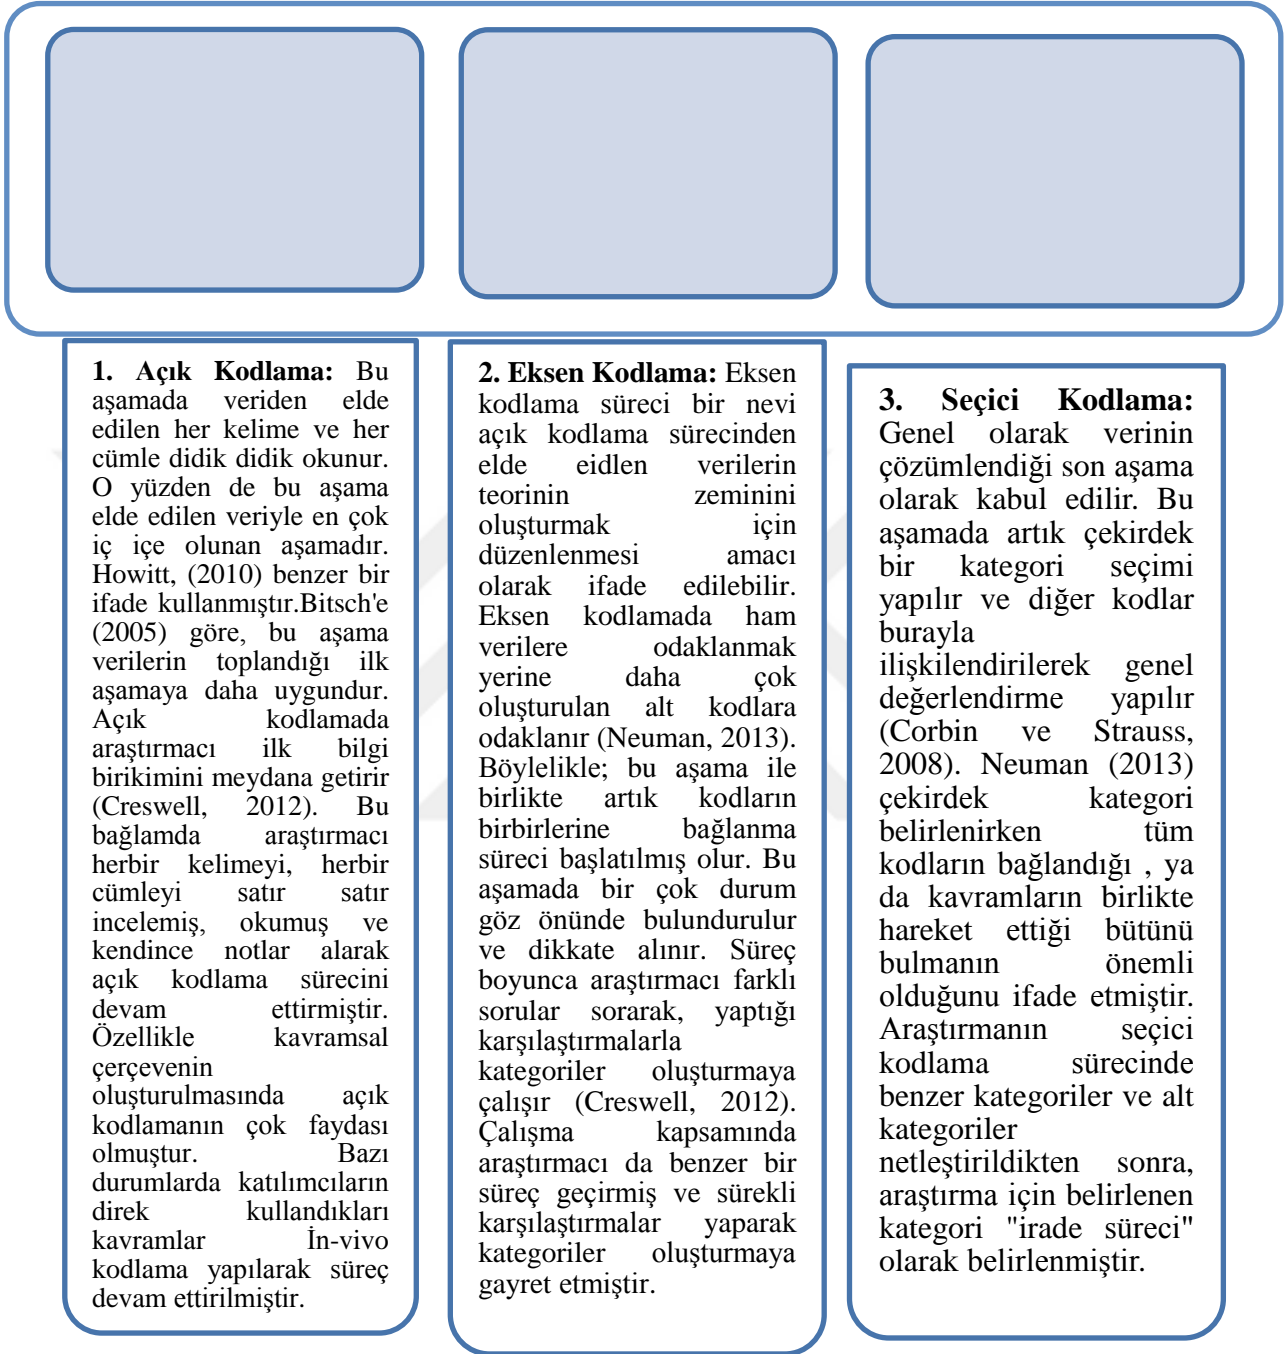 1. Açık Kodlama: Bu
aşamada veriden elde
edilen her kelime ve her
cümle didik didik okunur.
O yüzden de bu aşama
elde edilen veriyle en çok
iç içe olunan aşamadır.
Howitt, (2010) benzer bir
ifade kullanmıştır.Bitsch'e
(2005) göre, bu aşama
verilerin toplandığı ilk
aşamaya daha uygundur.
Açık kodlamada
araştırmacı ilk bilgi
birikimini meydana getirir
(Creswell, 2012). Bu
bağlamda araştırmacı
herbir kelimeyi, herbir
cümleyi satır satır
incelemiş, okumuş ve
kendince notlar alarak
açık kodlama sürecini
devam ettirmiştir.
Özellikle kavramsal
çerçevenin
oluşturulmasında açık
kodlamanın çok faydası
olmuştur. Bazı
durumlarda katılımcıların
direk kullandıkları
kavramlar İn-vivo
kodlama yapılarak süreç
devam ettirilmiştir.
2. Eksen Kodlama: Eksen
kodlama süreci bir nevi
açık kodlama sürecinden
elde eidlen verilerin
teorinin zeminini
oluşturmak için
düzenlenmesi amacı
olarak ifade edilebilir.
Eksen kodlamada ham
verilere odaklanmak
yerine daha çok
oluşturulan alt kodlara
odaklanır (Neuman, 2013).
Böylelikle; bu aşama ile
birlikte artık kodların
birbirlerine bağlanma
süreci başlatılmış olur. Bu
aşamada bir çok durum
göz önünde bulundurulur
ve dikkate alınır. Süreç
boyunca araştırmacı farklı
sorular sorarak, yaptığı
karşılaştırmalarla
kategoriler oluşturmaya
çalışır (Creswell, 2012).
Çalışma kapsamında
araştırmacı da benzer bir
süreç geçirmiş ve sürekli
karşılaştırmalar yaparak
kategoriler oluşturmaya
gayret etmiştir.
3. Seçici Kodlama:
Genel olarak verinin
çözümlendiği son aşama
olarak kabul edilir. Bu
aşamada artık çekirdek
bir kategori seçimi
yapılır ve diğer kodlar
burayla
ilişkilendirilerek genel
değerlendirme yapılır
(Corbin ve Strauss,
2008). Neuman (2013)
çekirdek kategori
belirlenirken tüm
kodların bağlandığı , ya
da kavramların birlikte
hareket ettiği bütünü
bulmanın önemli
olduğunu ifade etmiştir.
Araştırmanın seçici
kodlama sürecinde
benzer kategoriler ve alt
kategoriler
netleştirildikten sonra,
araştırma için belirlenen
kategori "irade süreci"
olarak belirlenmiştir.